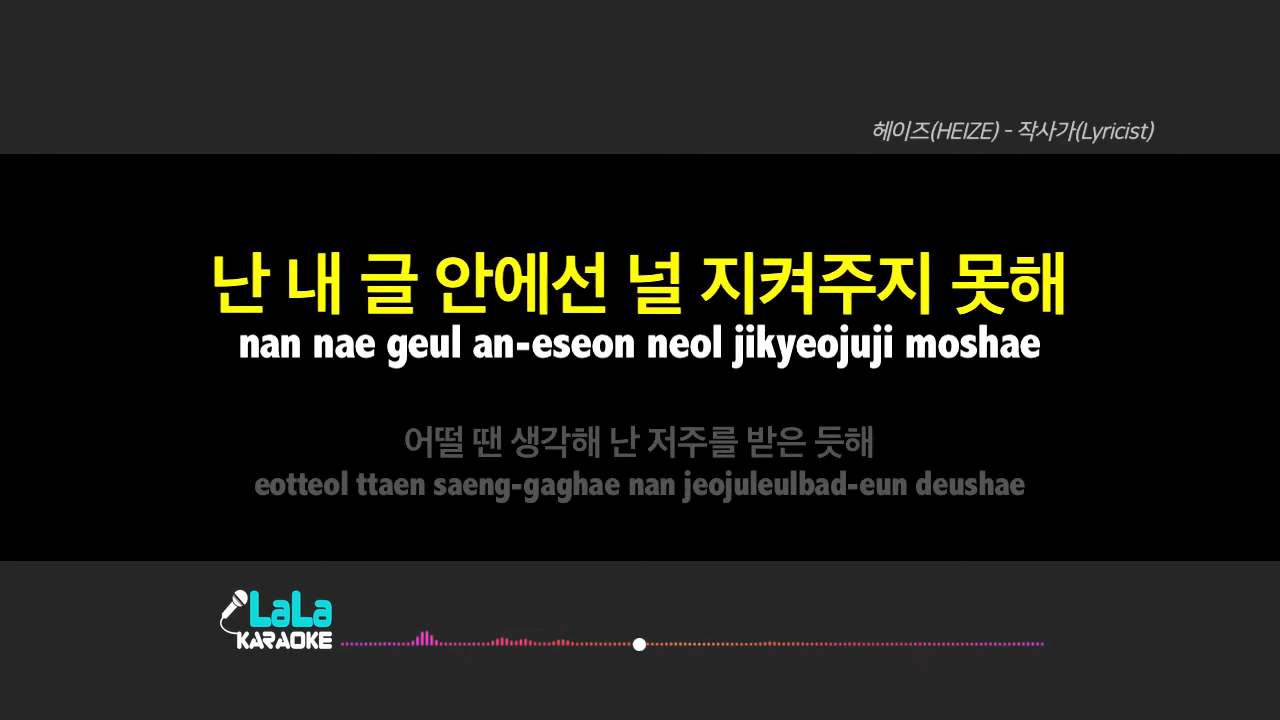 헤이즈(HEIZE) - 작사가(Lyricist)
난 내 글 안에선 널 지켜주지 못해
nan nae geul an-eseon neol jikyeojuji moshae
어떨 땐 생각해 난 저주를 받은 듯해
eotteol ttaen saeng-gaghae nan jeojuleulbad-eun deushae
LaLa
KARAOKE